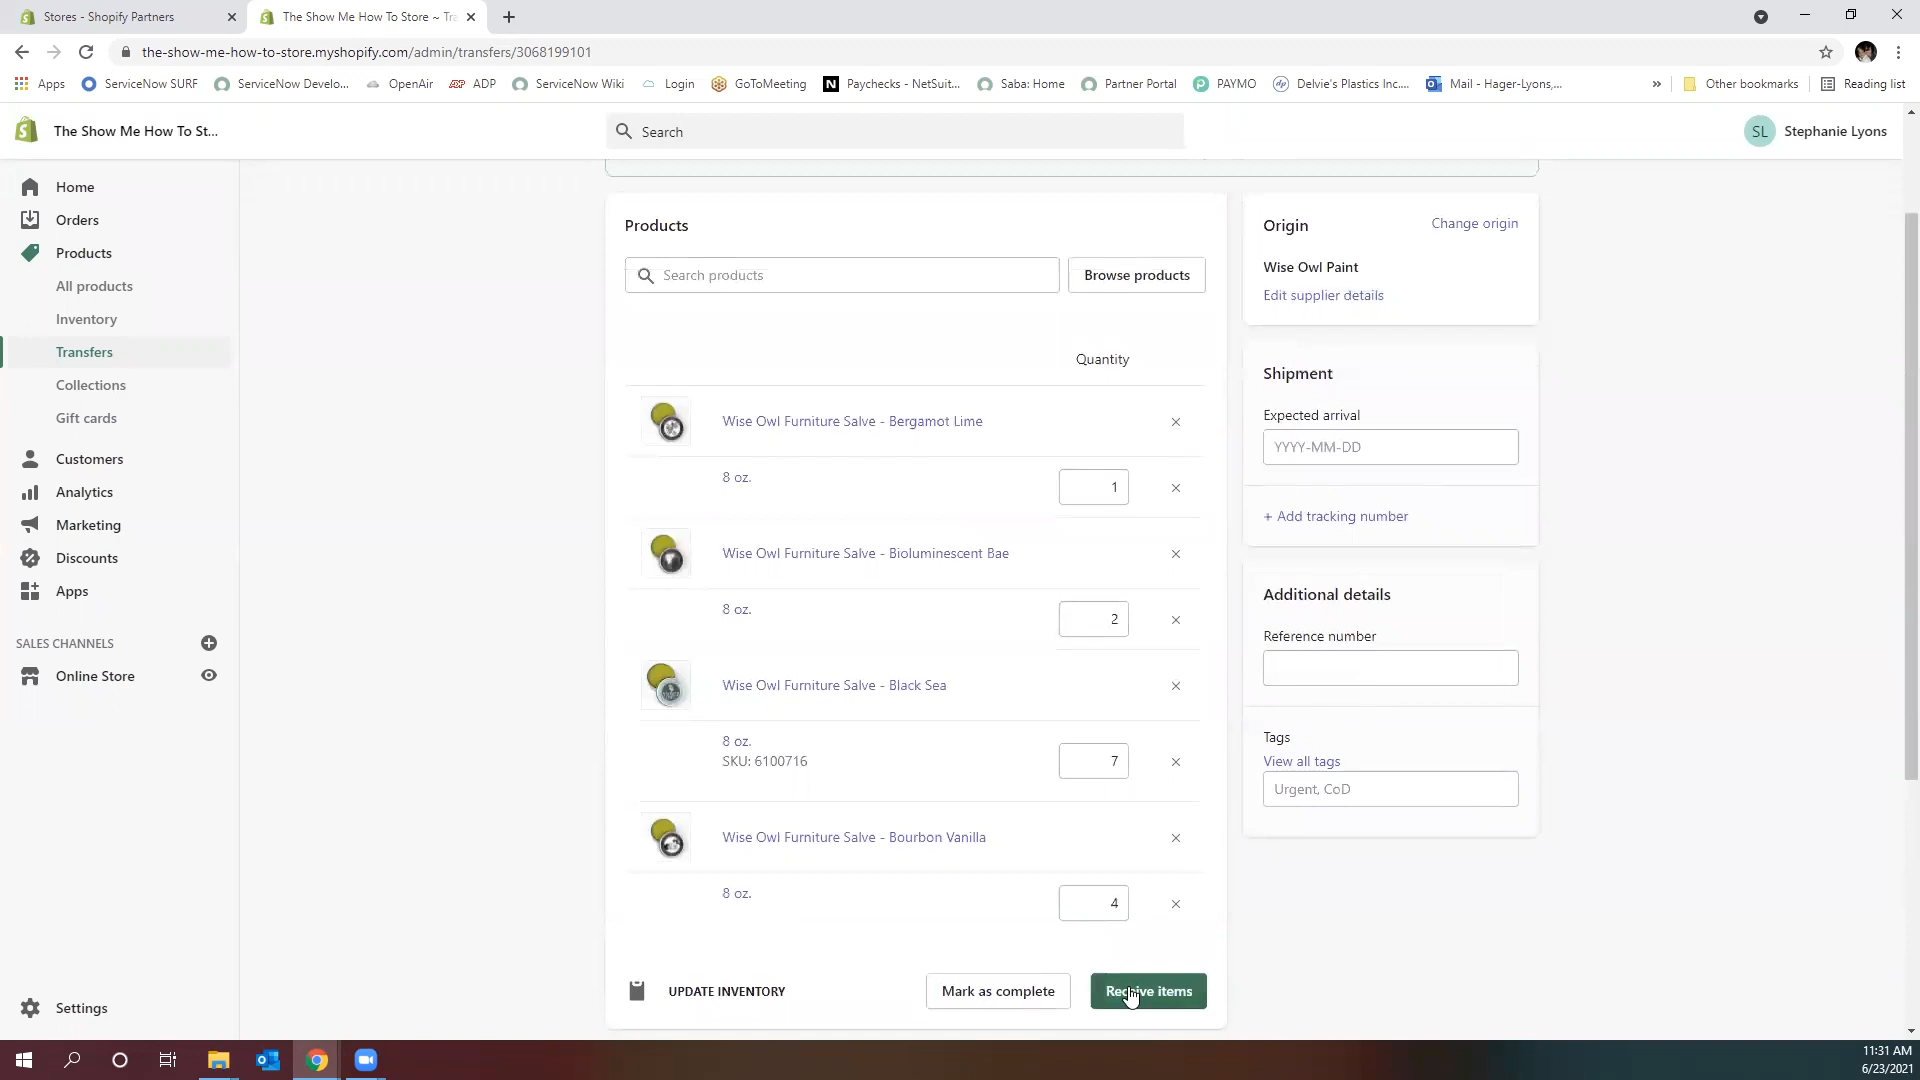 Stores - Shopify Partners
The Show Me How To Store ~ Tra
the-show-me-how-to-store.myshopify.com/admin/transfers/3068199101
Apps
ServiceNow SURF
ServiceNow Develo...
OpenAir
ADP
ServiceNow Wiki
Login
GoToMeeting
Paychecks - NetSuit...
Saba: Home
Partner Portal
PAYMO
Delvie's Plastics Inc....
Mail - Hager-Lyons,...
»
Other bookmarks
Reading list
The Show Me How To St...
Search
SL
Stephanie Lyons
Home
Orders
Products
All products
Inventory
Transfers
Collections
Gift cards
Customers
Analytics
Marketing
Discounts
Apps
SALES CHANNELS
Online Store
Settings
Products
Search products
Browse products
Quantity
Wise Owl Furniture Salve - Bergamot Lime
8 oz.
1
Wise Owl Furniture Salve - Bioluminescent Bae
8 oz.
2
Wise Owl Furniture Salve - Black Sea
8 oz.
SKU: 6100716
7
Wise Owl Furniture Salve - Bourbon Vanilla
8 oz.
4
UPDATE INVENTORY
Mark as complete
Receive items
Origin
Change origin
Wise Owl Paint
Edit supplier details
Shipment
Expected arrival
YYYY-MM-DD
+ Add tracking number
Additional details
Reference number
Tags
View all tags
Urgent, CoD
11:31 AM
6/23/2021